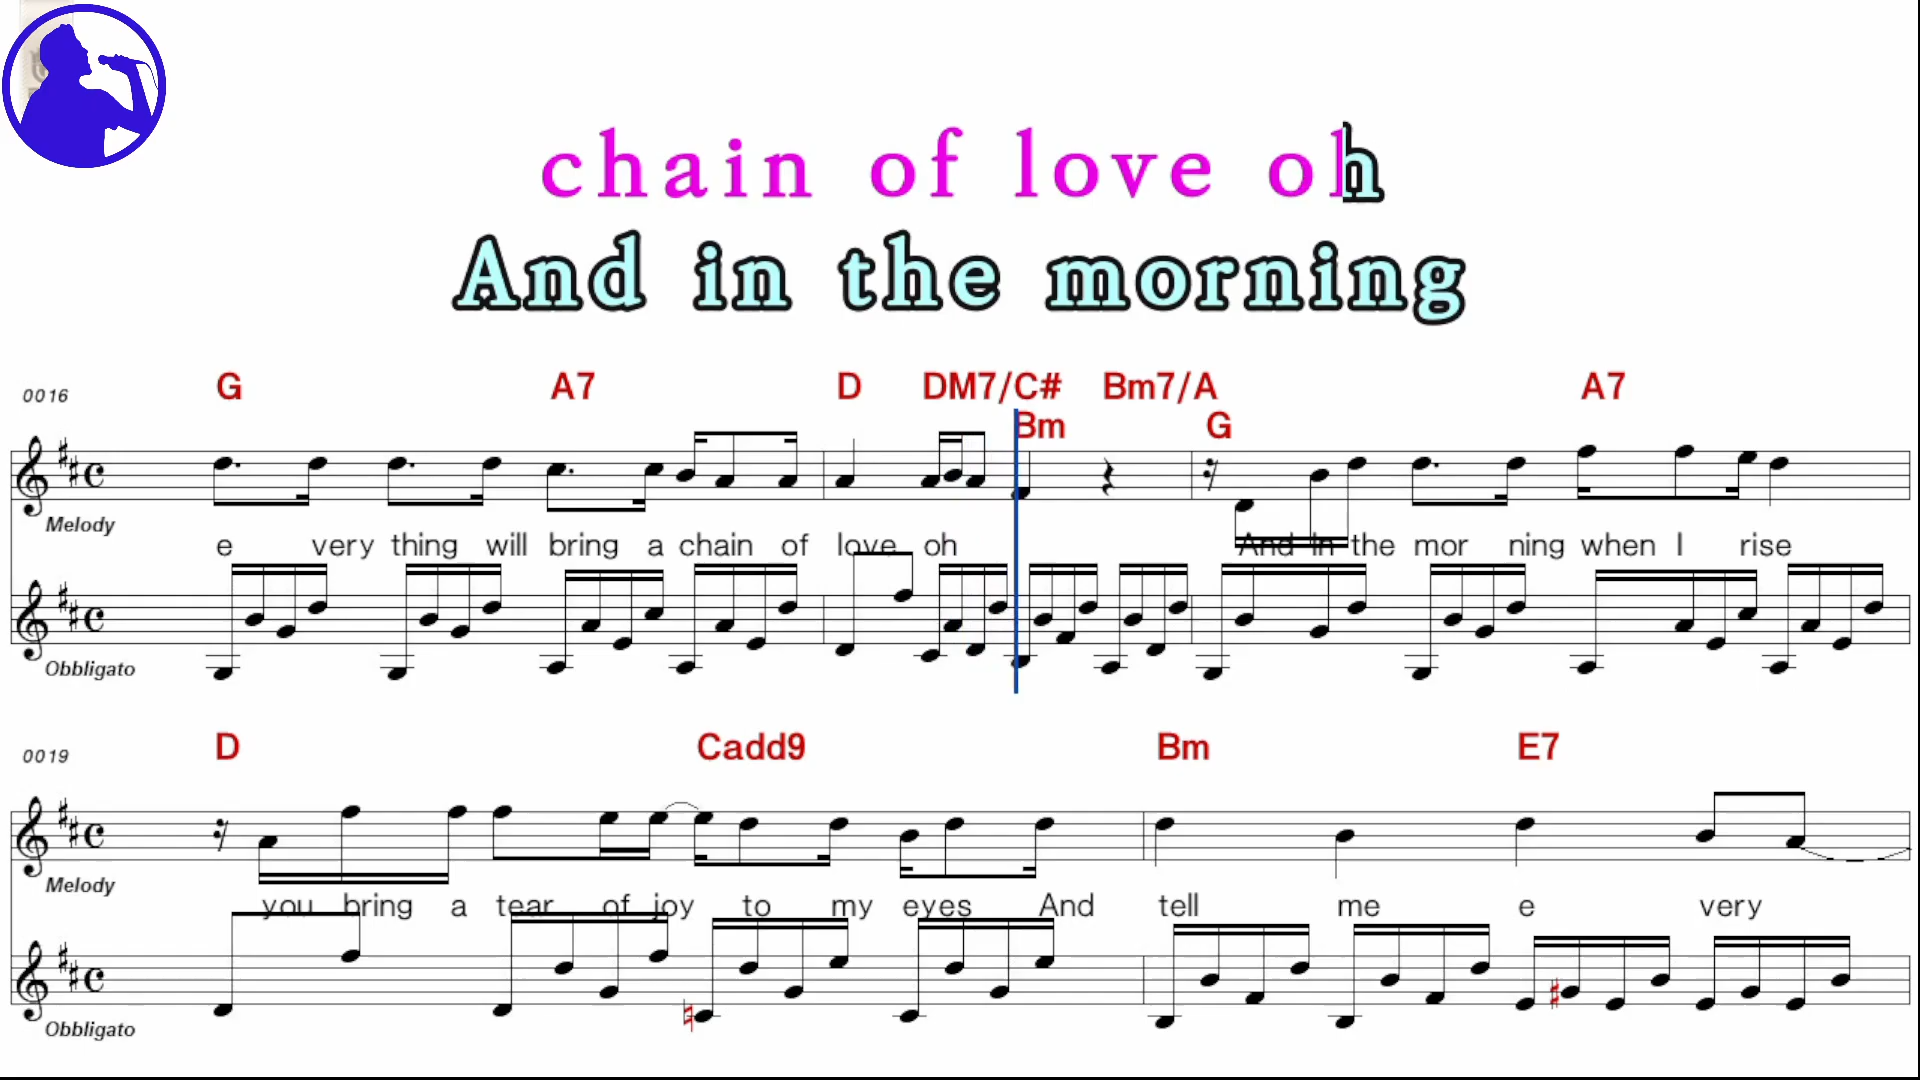 chain of love oh
And in the morning
0016 G A7 D DM7/C# Bm7/A A7
Bm G
Melody
e very thing will bring a chain of love oh And in the mor ning when I rise
Obbligato
0019 D Cadd9 Bm E7
Melody
you bring a tear of joy to my eyes And tell me e very
Obbligato